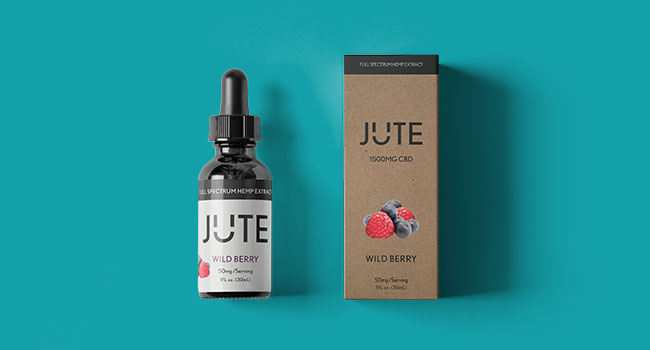 FULL SPECTRUM HEMP EXTRACT
JUTE
WILD BERRY
50mg/Serving
1Fl. oz. (30mL)
FULL SPECTRUM HEMP EXTRACT
JUTE
1500MG CBD
WILD BERRY
50mg/Serving
1Fl. oz. (30mL)